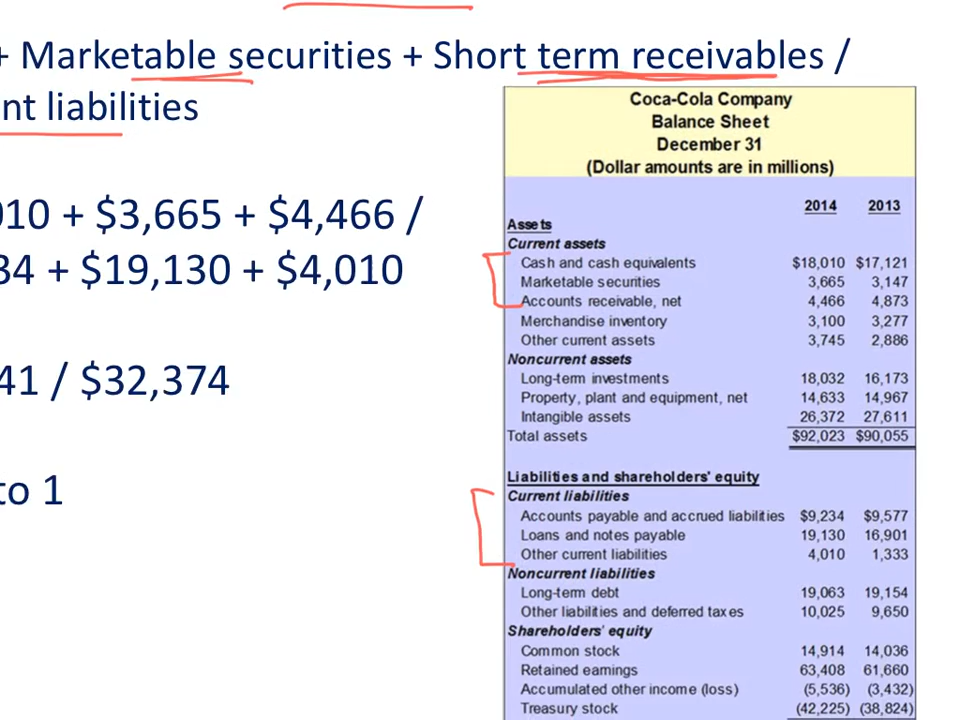 + Marketable securities + Short term receivables /
nt liabilities
010 + $3,665 + $4,466 /
34 + $19,130 + $4,010
41 / $32,374
to 1
Coca-Cola Company
Balance Sheet
December 31
(Dollar amounts are in millions)
2014 2013
Assets
Current assets
Cash and cash equivalents $18,010 $17,121
Marketable securities 3,665 3,147
Accounts receivable, net 4,466 4,873
Merchandise inventory 3,100 3,277
Other current assets 3,745 2,886
Noncurrent assets
Long-term investments 18,032 16,173
Property, plant and equipment, net 14,633 14,967
Intangible assets 26,372 27,611
Total assets $92,023 $90,055
Liabilities and shareholders' equity
Current liabilities
Accounts payable and accrued liabilities $9,234 $9,577
Loans and notes payable 19,130 16,901
Other current liabilities 4,010 1,333
Noncurrent liabilities
Long-term debt 19,063 19,154
Other liabilities and deferred taxes 10,025 9,650
Shareholders' equity
Common stock 14,914 14,036
Retained earnings 63,408 61,660
Accumulated other income (loss) (5,536) (3,432)
Treasury stock (42,225) (38,824)